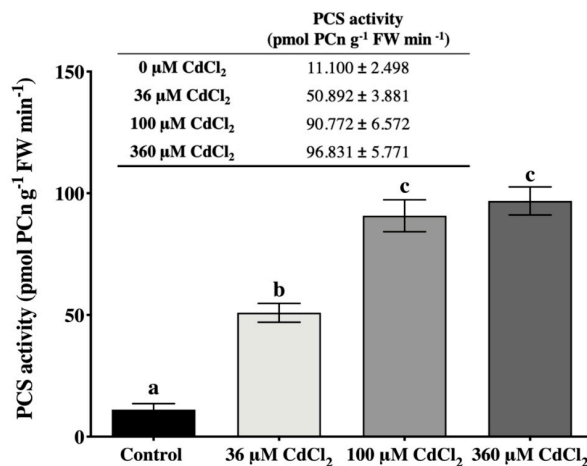 PCS activity
(pmol PCn g⁻¹ FW min⁻¹)
0 µM CdCl₂ 11.100 ± 2.498
36 µM CdCl₂ 50.892 ± 3.881
100 µM CdCl₂ 90.772 ± 6.572
360 µM CdCl₂ 96.831 ± 5.771
PCS activity (pmol PCn g⁻¹ FW min⁻¹)
150
100
50
0
a
b
c
c
Control 36 µM CdCl₂ 100 µM CdCl₂ 360 µM CdCl₂